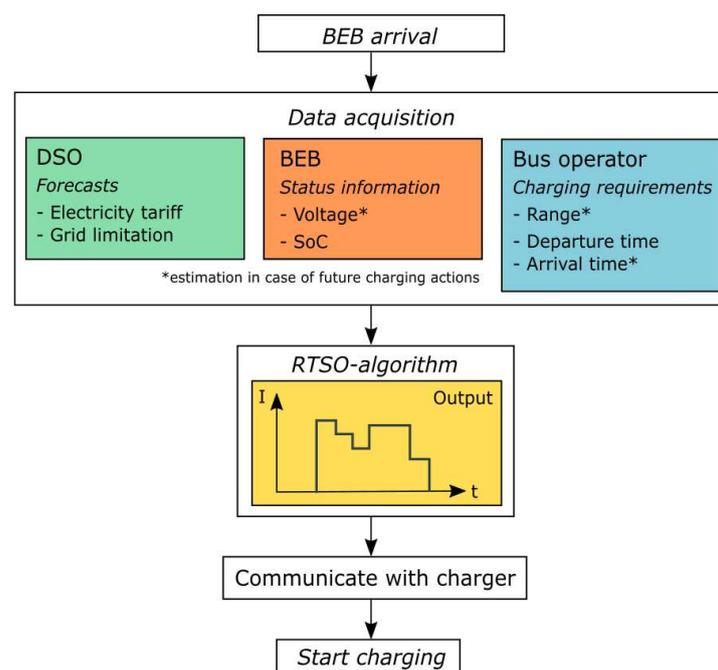 BEB arrival
Data acquisition
DSO
Forecasts
- Electricity tariff
- Grid limitation
BEB
Status information
- Voltage*
- SoC
Bus operator
Charging requirements
- Range*
- Departure time
- Arrival time*
*estimation in case of future charging actions
RTSO-algorithm
I
Output
t
Communicate with charger
Start charging